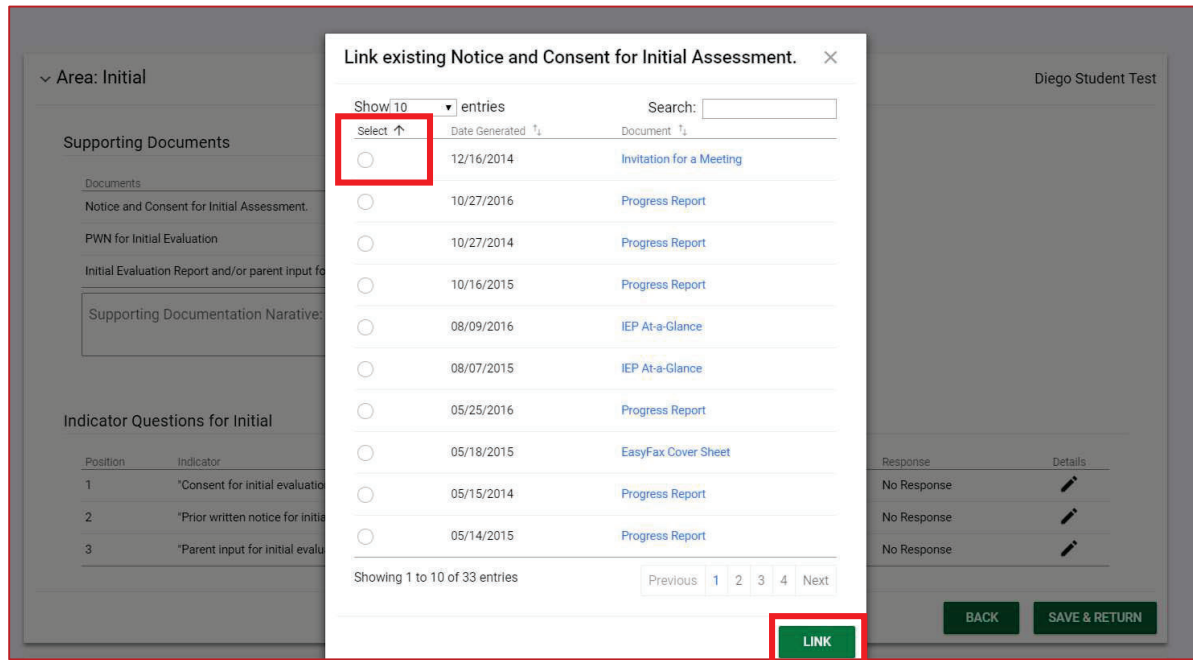 Link existing Notice and Consent for Initial Assessment.
Area: Initial
Diego Student Test
Show 10 entries
Search:
Select Date Generated Document
12/16/2014 Invitation for a Meeting
10/27/2016 Progress Report
10/27/2014 Progress Report
10/16/2015 Progress Report
08/09/2016 IEP At-a-Glance
08/07/2015 IEP At-a-Glance
05/25/2016 Progress Report
05/18/2015 EasyFax Cover Sheet
05/15/2014 Progress Report
05/14/2015 Progress Report
Showing 1 to 10 of 33 entries
Previous 1 2 3 4 Next
LINK
Supporting Documents
Documents
Notice and Consent for Initial Assessment.
PWN for Initial Evaluation
Initial Evaluation Report and/or parent input fo
Supporting Documentation Narative:
Indicator Questions for Initial
Position Indicator Response Details
1 "Consent for initial evaluatio No Response
2 "Prior written notice for initia No Response
3 "Parent input for initial evalu No Response
BACK SAVE & RETURN